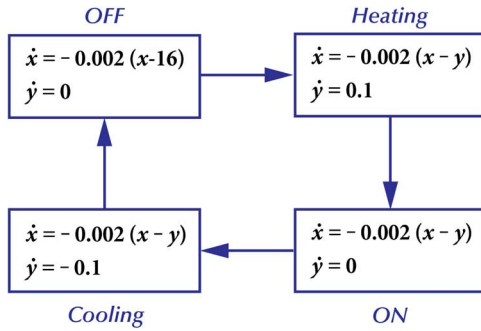 OFF
ẋ = – 0.002 (x-16)
ẏ = 0
Heating
ẋ = – 0.002 (x – y)
ẏ = 0.1
ẋ = – 0.002 (x – y)
ẏ = – 0.1
Cooling
ẋ = – 0.002 (x – y)
ẏ = 0
ON